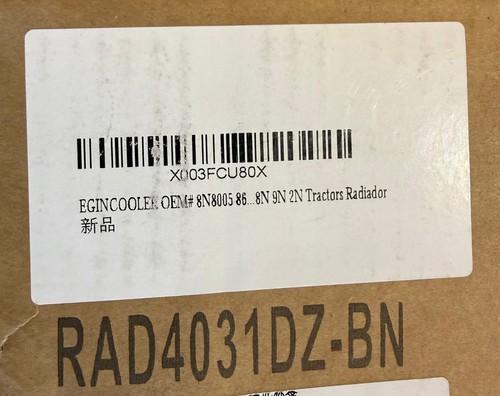 X003FCU80X
EGINCOOLER OEM# 8N8005 86...8N 9N 2N Tractors Radiador
新品
RAD4031DZ-BN